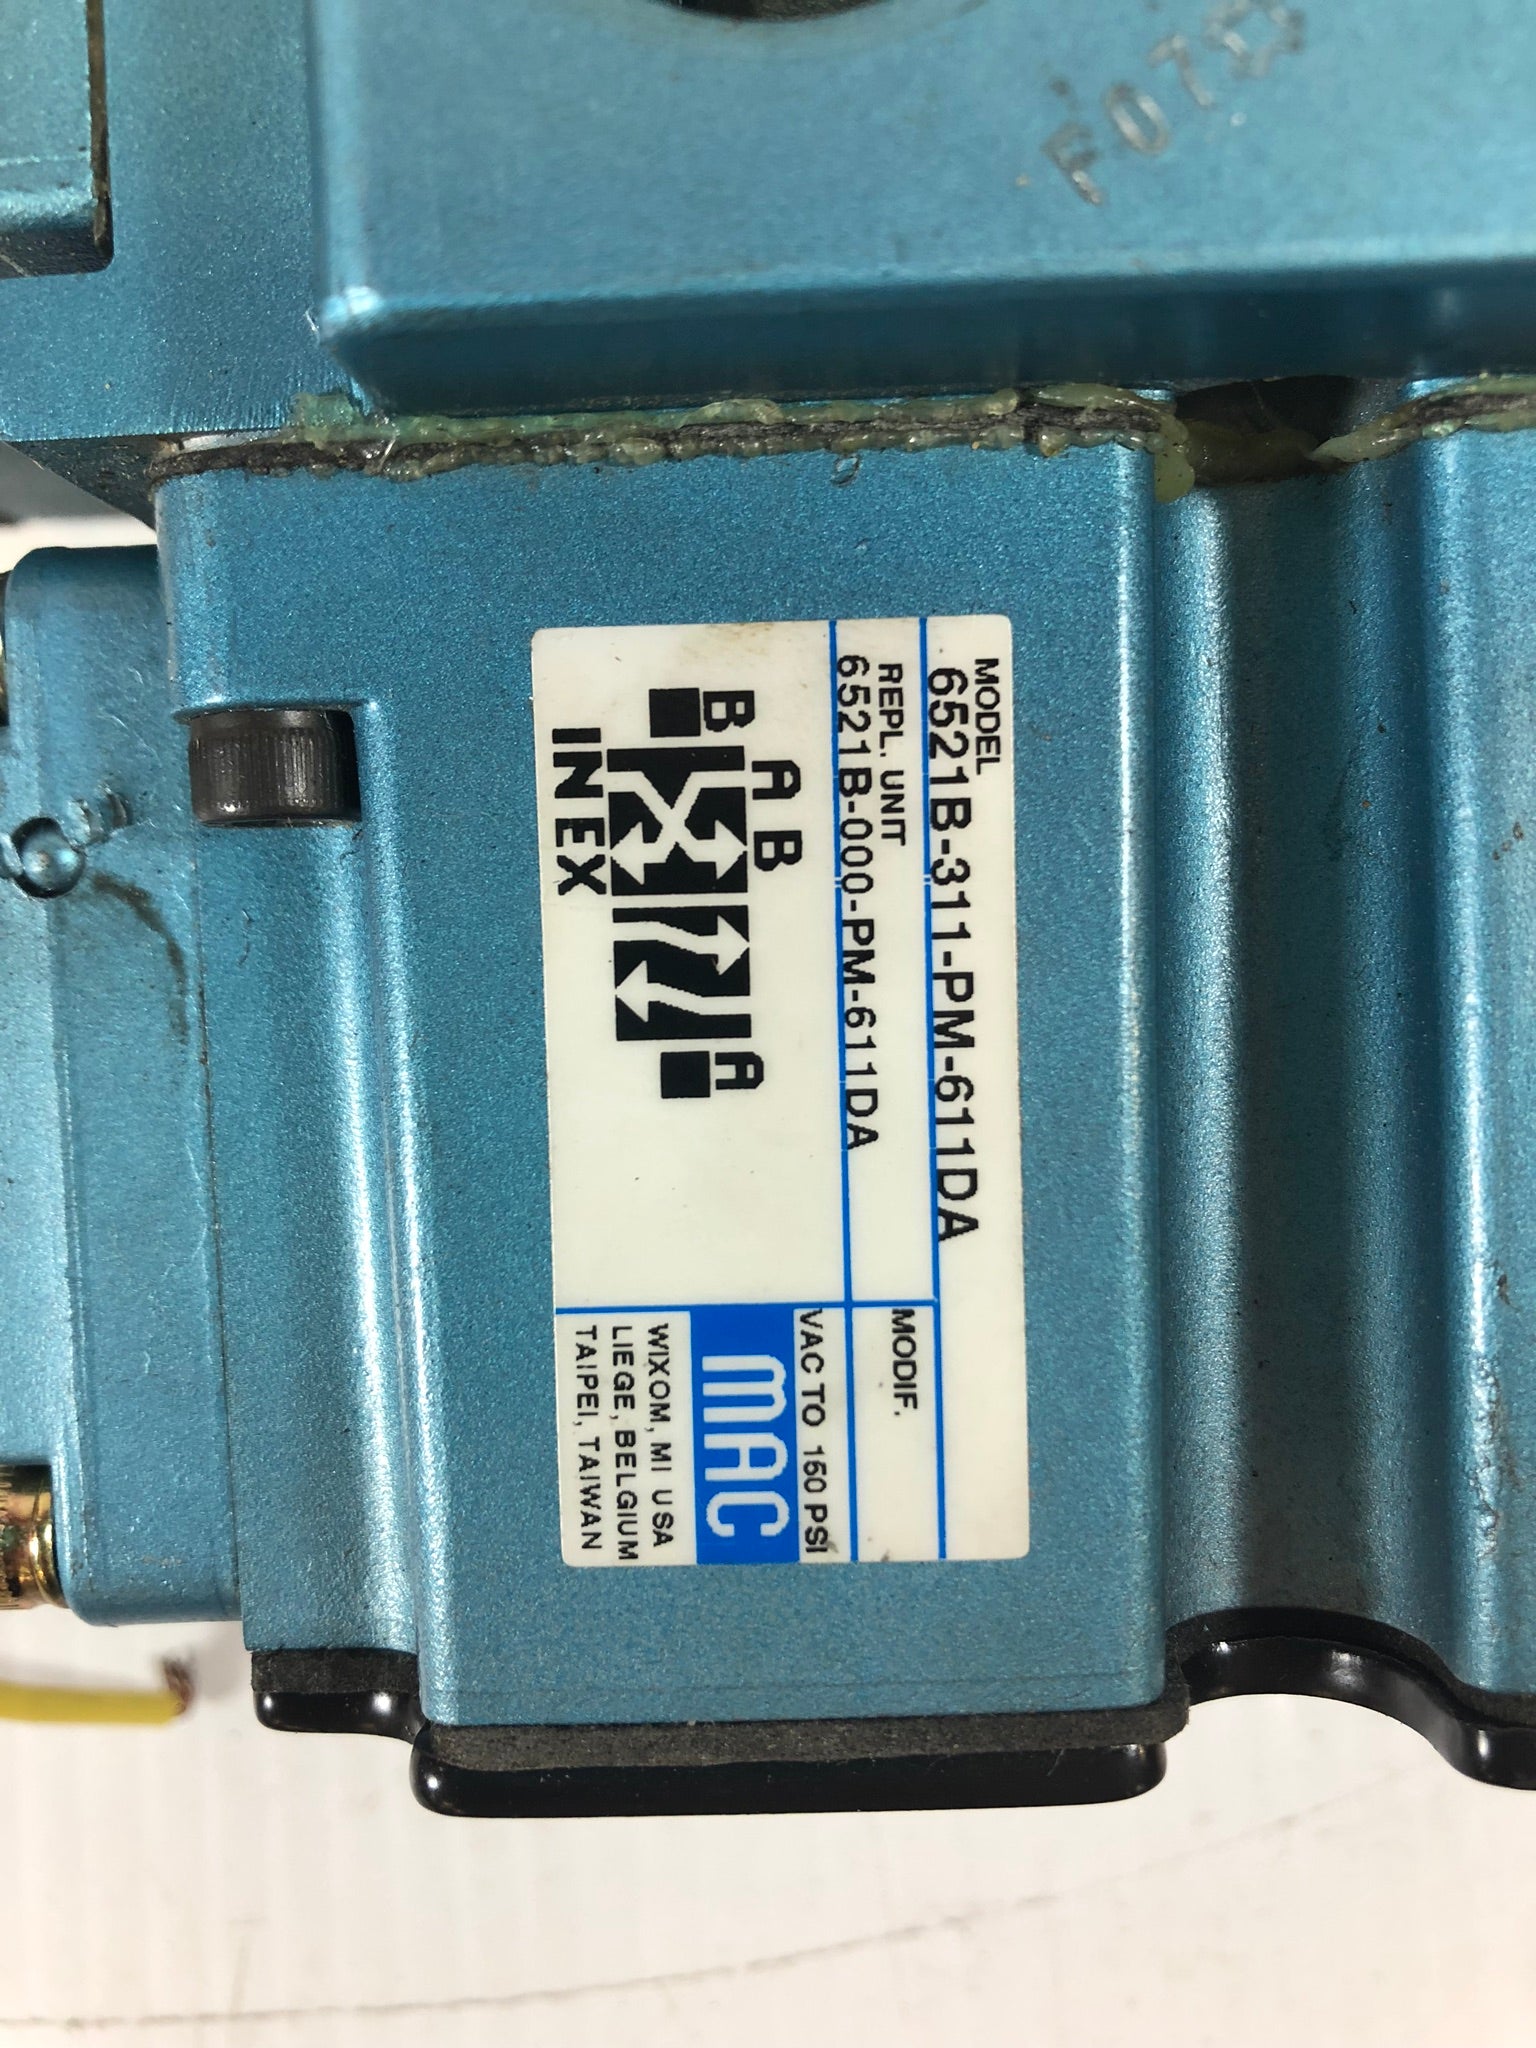 MODEL
6521B-311-PM-611DA
REPL. UNIT
6521B-000-PM-611DA
MODIF.
A B
B A
IN EX
VAC TO 150 PSI
MAC
WIXOM, MI USA
LIEGE, BELGIUM
TAIPEI, TAIWAN
F07